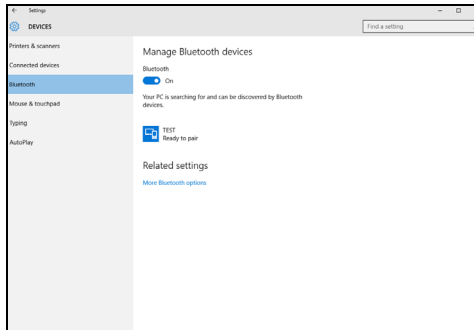 Settings
DEVICES
Find a setting
Printers & scanners
Connected devices
Bluetooth
Mouse & touchpad
Typing
AutoPlay
Manage Bluetooth devices
Bluetooth
On
Your PC is searching for and can be discovered by Bluetooth
devices.
TEST
Ready to pair
Related settings
More Bluetooth options